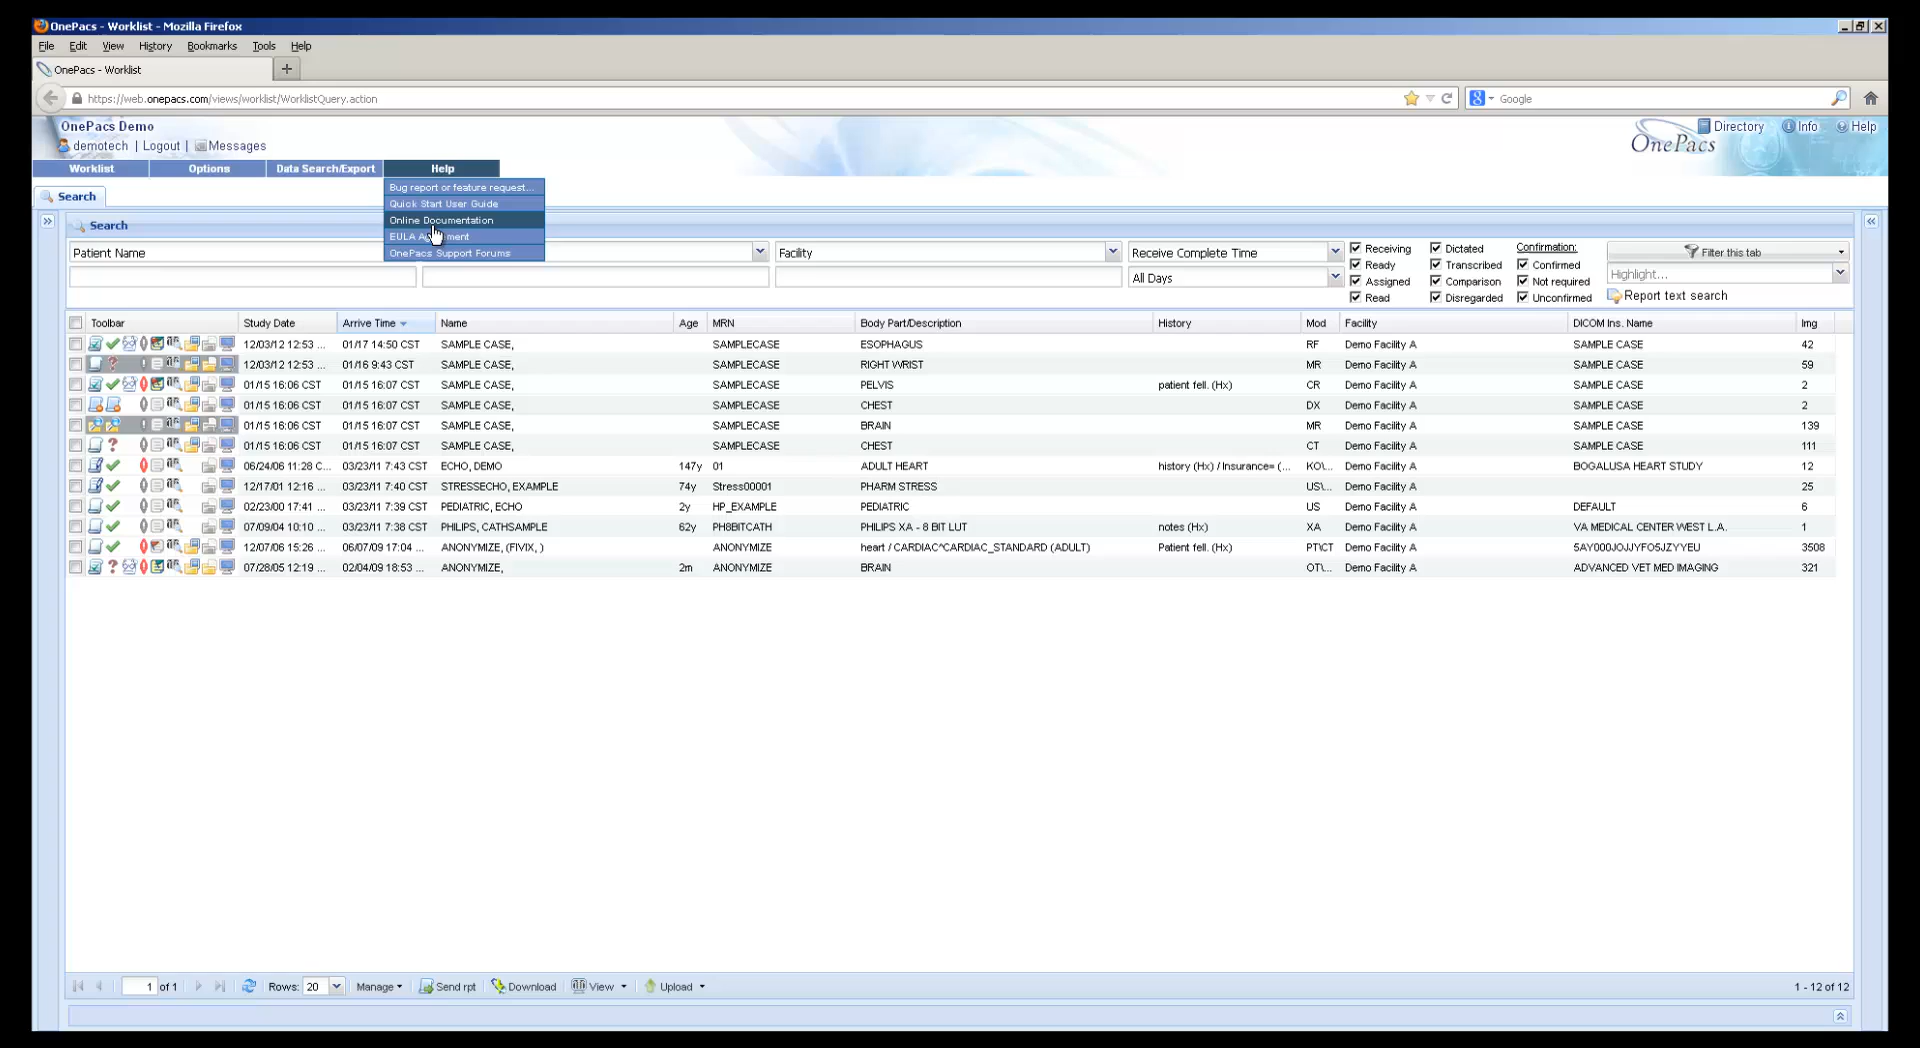 OnePacs - Worklist - Mozilla Firefox
File Edit View History Bookmarks Tools Help
OnePacs - Worklist
https://web.onepacs.com/views/worklist/WorklistQuery.action Google
OnePacs Demo Directory Info Help
demotech | Logout | Messages OnePacs
Worklist Options Data Search/Export Help
Bug report or feature request...
Search Quick Start User Guide
Online Documentation
Search
EULA
OnePacs Support Forums
Patient Name Facility Receive Complete Time Receiving Dictated Confirmation: Filter this tab
Ready Transcribed Confirmed Highlight...
All Days Assigned Comparison Not required
Read Disregarded Unconfirmed Report text search
Toolbar Study Date Arrive Time Name Age MRN Body Part/Description History Mod Facility DICOM Ins. Name Img
12/03/12 12:53 ... 01/17 14:50 CST SAMPLE CASE, SAMPLECASE ESOPHAGUS RF Demo Facility A SAMPLE CASE 42
12/03/12 12:53 ... 01/16 9:43 CST SAMPLE CASE, SAMPLECASE RIGHT WRIST MR Demo Facility A SAMPLE CASE 59
01/15 16:06 CST 01/15 16:07 CST SAMPLE CASE, SAMPLECASE PELVIS patient fell. (Hx) CR Demo Facility A SAMPLE CASE 2
01/15 16:06 CST 01/15 16:07 CST SAMPLE CASE, SAMPLECASE CHEST DX Demo Facility A SAMPLE CASE 2
01/15 16:06 CST 01/15 16:07 CST SAMPLE CASE, SAMPLECASE BRAIN MR Demo Facility A SAMPLE CASE 139
01/15 16:06 CST 01/15 16:07 CST SAMPLE CASE, SAMPLECASE CHEST CT Demo Facility A SAMPLE CASE 111
06/24/06 11:28 C... 03/23/11 7:43 CST ECHO, DEMO 147y 01 ADULT HEART history (Hx) / Insurance= (... KO\... Demo Facility A BOGALUSA HEART STUDY 12
12/17/01 12:16 ... 03/23/11 7:40 CST STRESSECHO, EXAMPLE 74y Stress00001 PHARM STRESS US\... Demo Facility A 25
02/23/00 17:41 ... 03/23/11 7:39 CST PEDIATRIC, ECHO 2y HP_EXAMPLE PEDIATRIC US Demo Facility A DEFAULT 6
07/09/04 10:10 ... 03/23/11 7:38 CST PHILIPS, CATHSAMPLE 62y PH8BITCATH PHILIPS XA - 8 BIT LUT notes (Hx) XA Demo Facility A VA MEDICAL CENTER WEST L.A. 1
12/07/06 15:26 ... 06/07/09 17:04 ... ANONYMIZE, (FIVIX, ) ANONYMIZE heart / CARDIAC^CARDIAC_STANDARD (ADULT) Patient fell. (Hx) PT\CT Demo Facility A 5AY000JOJJYFO5JZYYEU 3508
07/28/05 12:19 ... 02/04/09 18:53 ... ANONYMIZE, 2m ANONYMIZE BRAIN OT\... Demo Facility A ADVANCED VET MED IMAGING 321
1 of 1 Rows: 20 Manage Send rpt Download View Upload 1 - 12 of 12